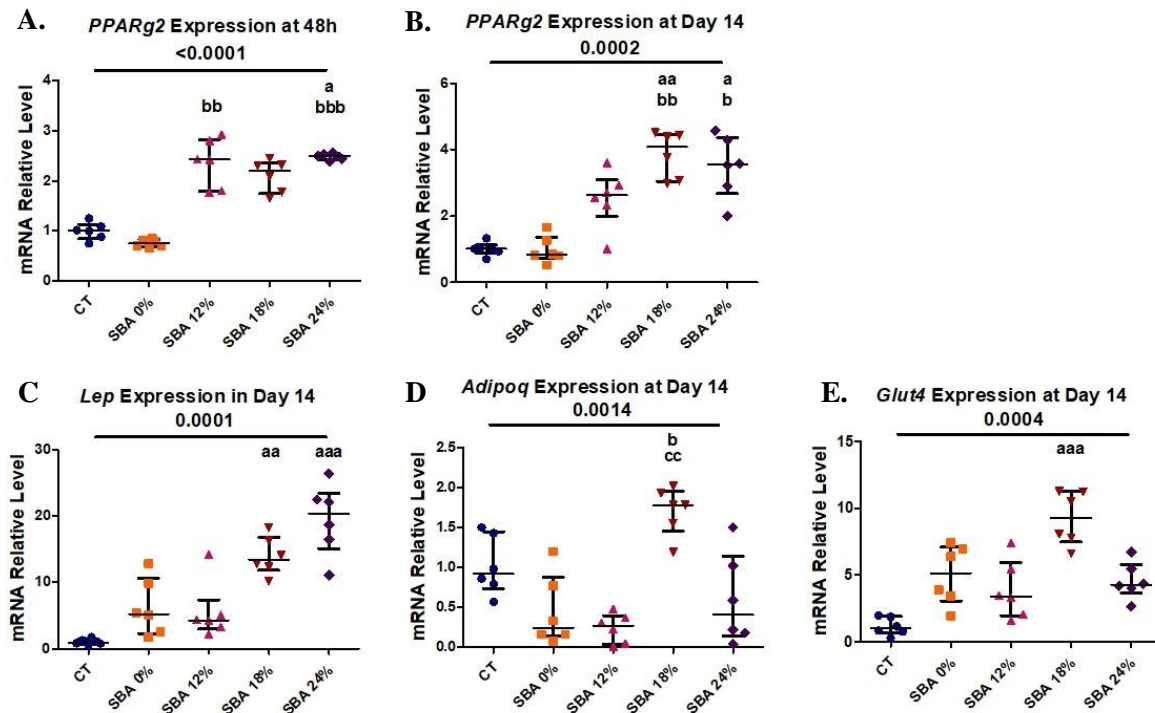 A.
PPARg2 Expression at 48h
<0.0001
mRNA Relative Level
4
3
2
1
0
bb
a
bbb
CT
SBA 0%
SBA 12%
SBA 18%
SBA 24%
B.
PPARg2 Expression at Day 14
0.0002
mRNA Relative Level
6
4
2
0
aa
bb
a
b
CT
SBA 0%
SBA 12%
SBA 18%
SBA 24%
C
Lep Expression in Day 14
0.0001
mRNA Relative Level
30
20
10
0
aa
aaa
CT
SBA 0%
SBA 12%
SBA 18%
SBA 24%
D
Adipoq Expression at Day 14
0.0014
mRNA Relative Level
2.5
2.0
1.5
1.0
0.5
0.0
b
cc
CT
SBA 0%
SBA 12%
SBA 18%
SBA 24%
E.
Glut4 Expression at Day 14
0.0004
mRNA Relative Level
15
10
5
0
aaa
CT
SBA 0%
SBA 12%
SBA 18%
SBA 24%